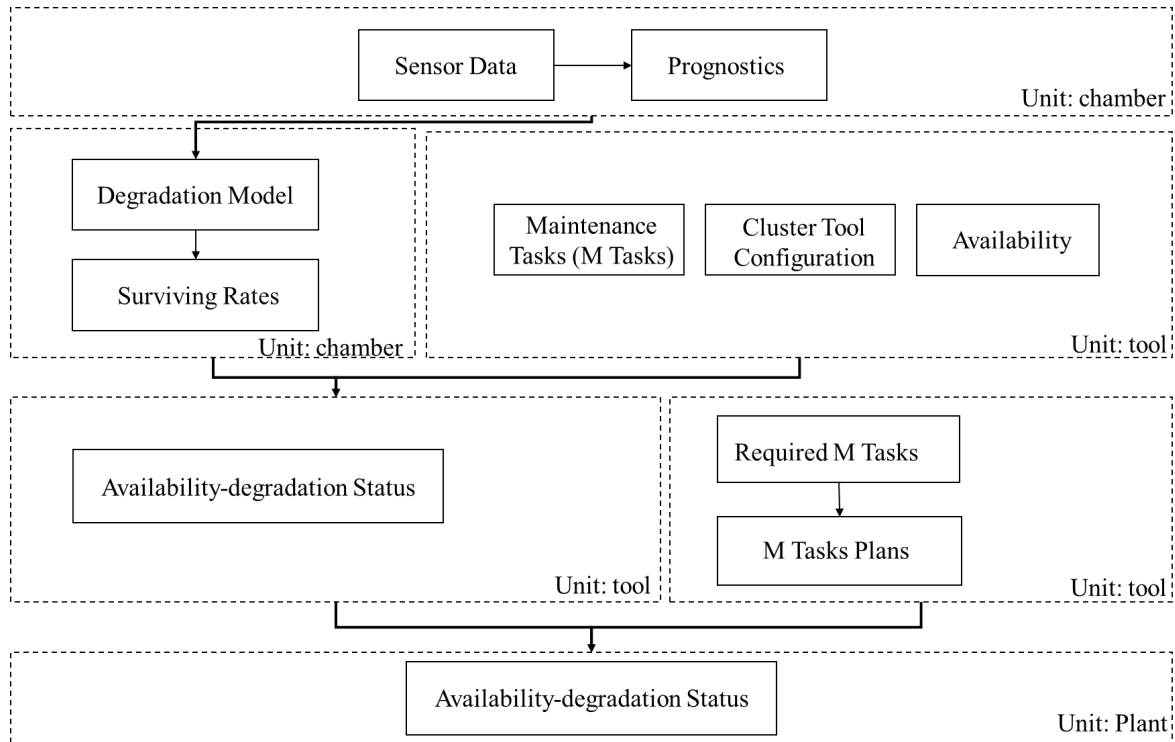 Sensor Data
Prognostics
Unit: chamber
Degradation Model
Surviving Rates
Unit: chamber
Maintenance
Tasks (M Tasks)
Cluster Tool
Configuration
Availability
Unit: tool
Availability-degradation Status
Unit: tool
Required M Tasks
M Tasks Plans
Unit: tool
Availability-degradation Status
Unit: Plant